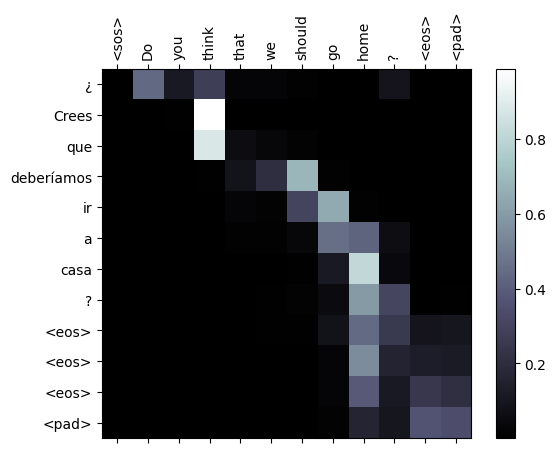 <sos> Do you think that we should go home ? <eos> <pad>
¿
Crees
que
deberíamos
ir
a
casa
?
<eos>
<eos>
<eos>
<pad>
0.8
0.6
0.4
0.2